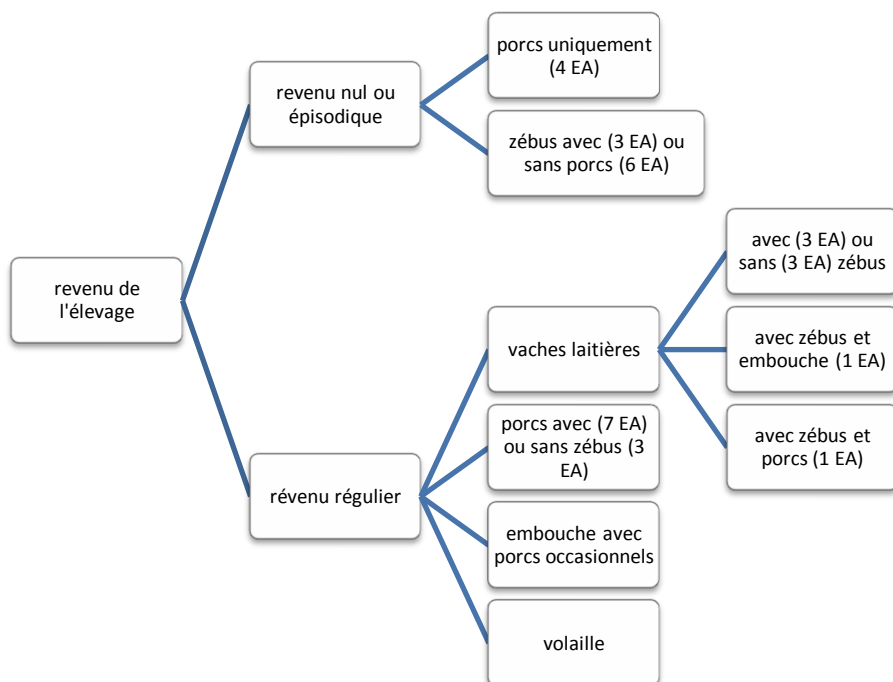 revenu de
l'élevage
revenu nul ou
épisodique
porcs uniquement
(4 EA)
zébus avec (3 EA) ou
sans porcs (6 EA)
révenu régulier
vaches laitières
avec (3 EA) ou
sans (3 EA) zébus
avec zébus et
embouche (1 EA)
avec zébus et
porcs (1 EA)
porcs avec (7 EA)
ou sans zébus (3
EA)
embouche avec
porcs occasionnels
volaille